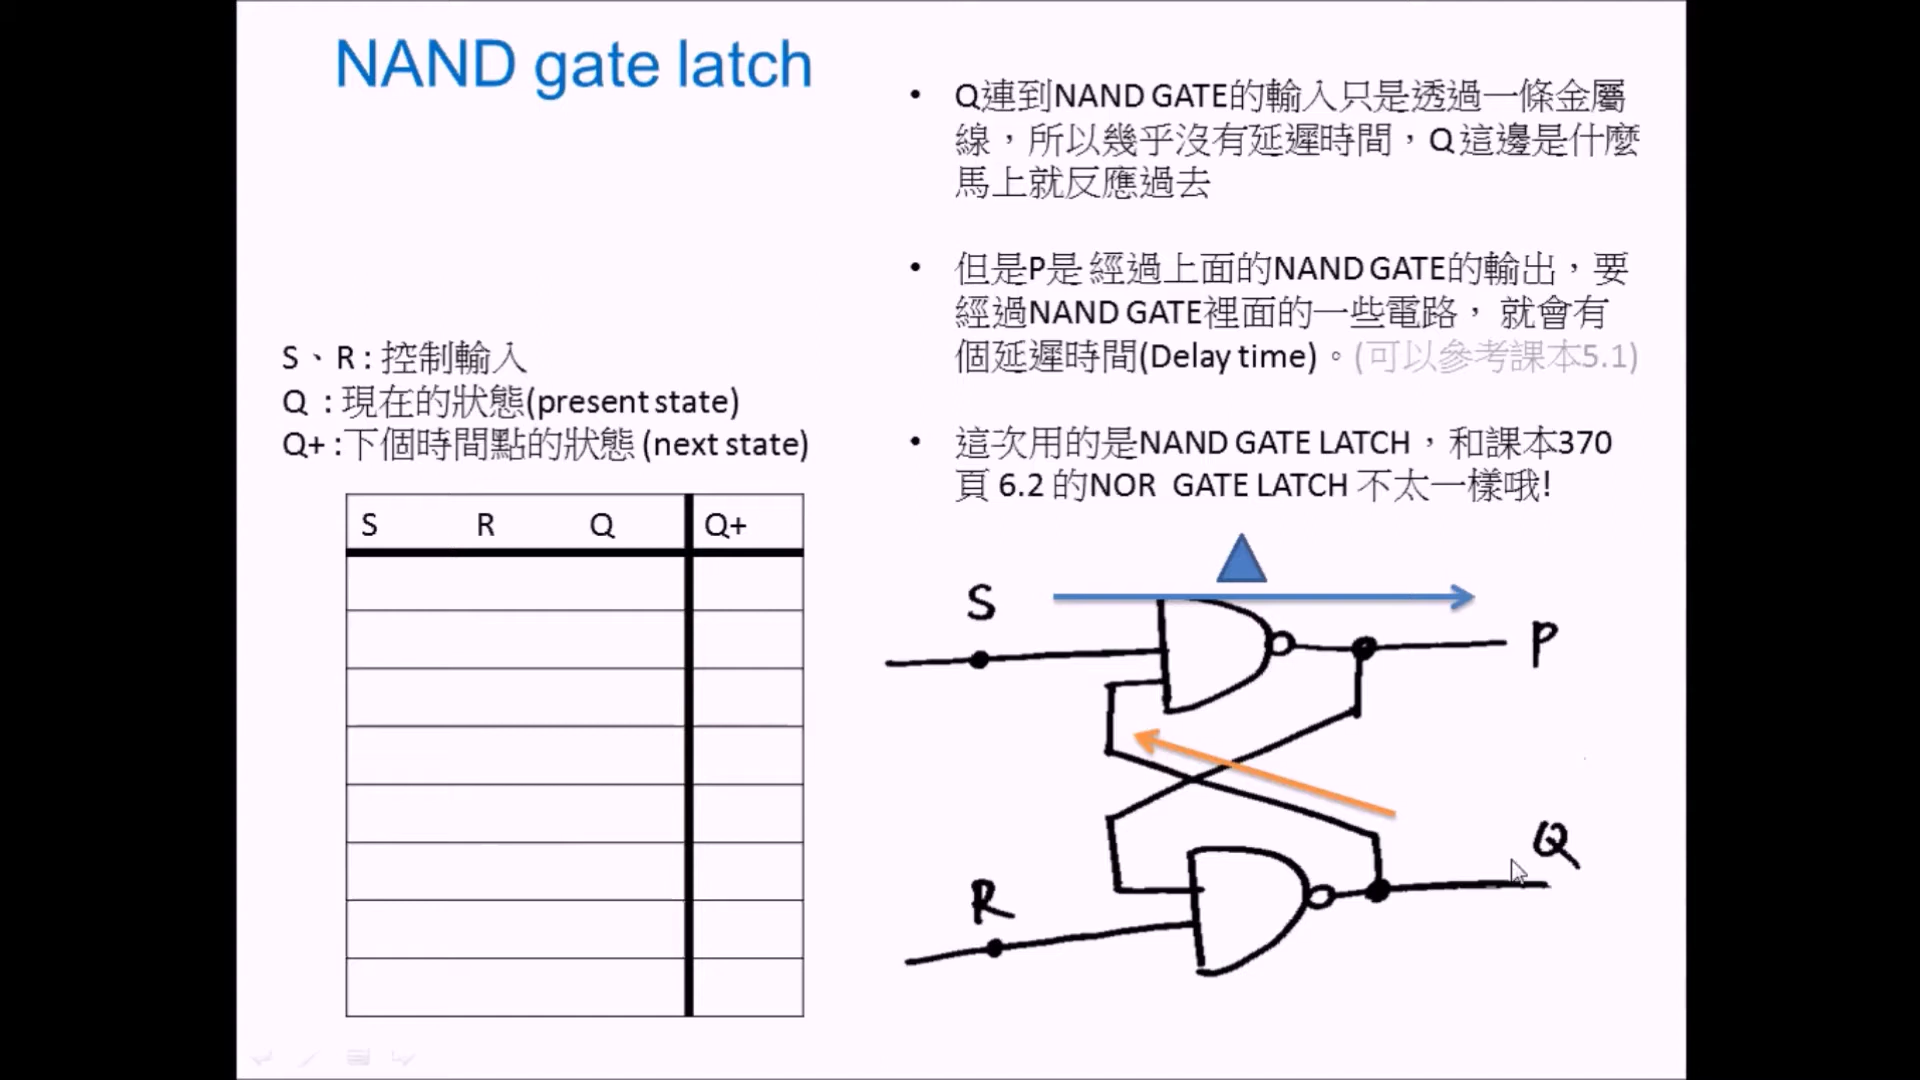 NAND gate latch
• Q連到NAND GATE的輸入只是透過一條金屬
線，所以幾乎沒有延遲時間，Q這邊是什麼
馬上就反應過去
• 但是P是 經過上面的NAND GATE的輸出，要
經過NAND GATE裡面的一些電路， 就會有
個延遲時間(Delay time)。(可以參考課本5.1)
• 這次用的是NAND GATE LATCH，和課本370
頁 6.2 的NOR GATE LATCH 不太一樣哦!
S、R : 控制輸入
Q : 現在的狀態(present state)
Q+ :下個時間點的狀態 (next state)
S R Q Q+
S
P
Q
R